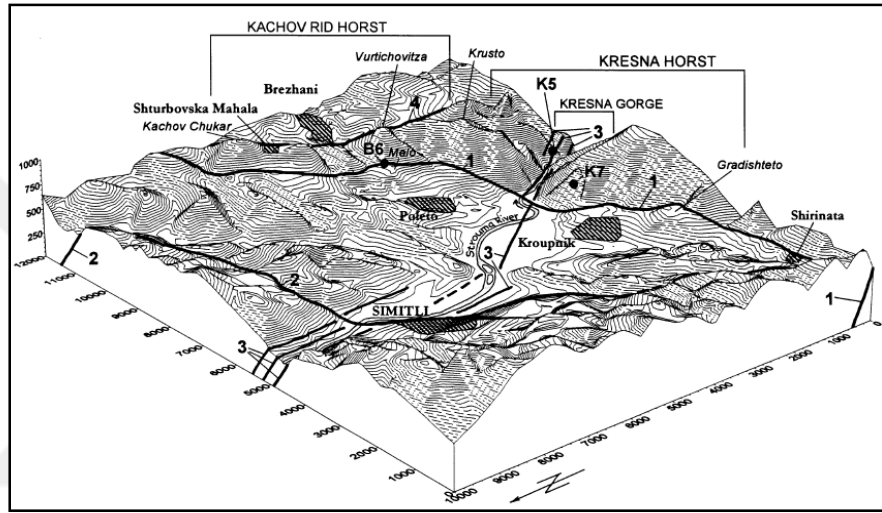 KACHOV RID HORST
Vurtichovitza
Krusto
KRESNA HORST
Brezhani
K5
KRESNA GORGE
Shturbovska Mahala
4
3
Kachov Chukar
B6
Melo
1
K7
1
Gradishteto
1000
750
500
250
Poleto
Strouma River
Kroupnik
Shirinata
12000
2
11000
10000
9000
8000
7000
6000
5000
4000
3000
2000
1000
0
2
3
SIMITLI
3
1
0
1000
2000
3000
4000
5000
6000
7000
8000
9000
10000
N